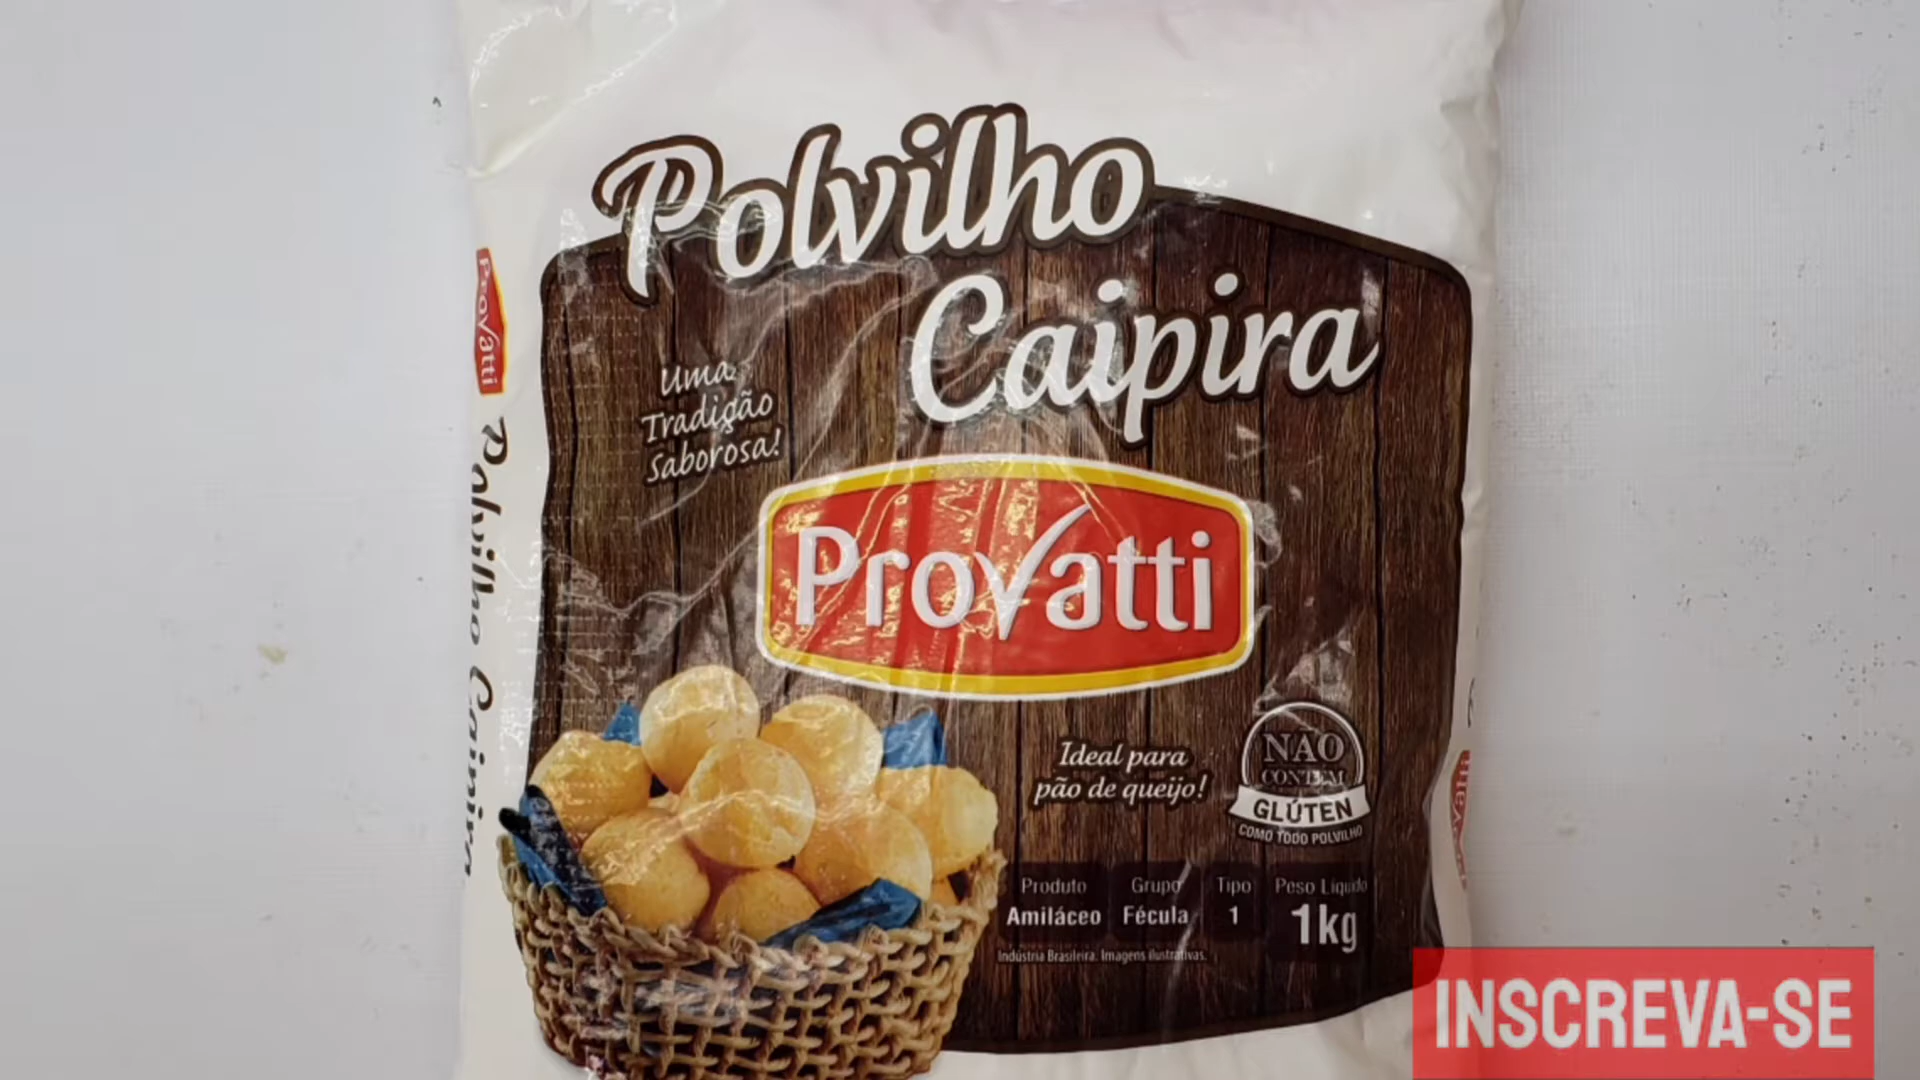 Polvilho
Caipira
Uma
Tradição
Saborosa!
Provatti
Provatti
Polvilho Caipira
Ideal para
pão de queijo!
NÃO
CONTÉM
GLÚTEN
COMO TODO POLVILHO
Produto Grupo Tipo Peso Líquido
Amiláceo Fécula 1 1kg
Indústria Brasileira. Imagens ilustrativas.
INSCREVA-SE